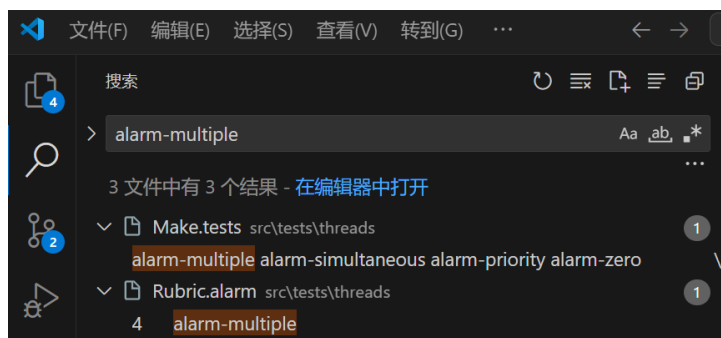 文件(F) 编辑(E) 选择(S) 查看(V) 转到(G) ···
搜索
4
alarm-multiple Aa ab *
3 文件中有 3 个结果 - 在编辑器中打开
Make.tests src\tests\threads 1
2
alarm-multiple alarm-simultaneous alarm-priority alarm-zero \
Rubric.alarm src\tests\threads 1
4 alarm-multiple